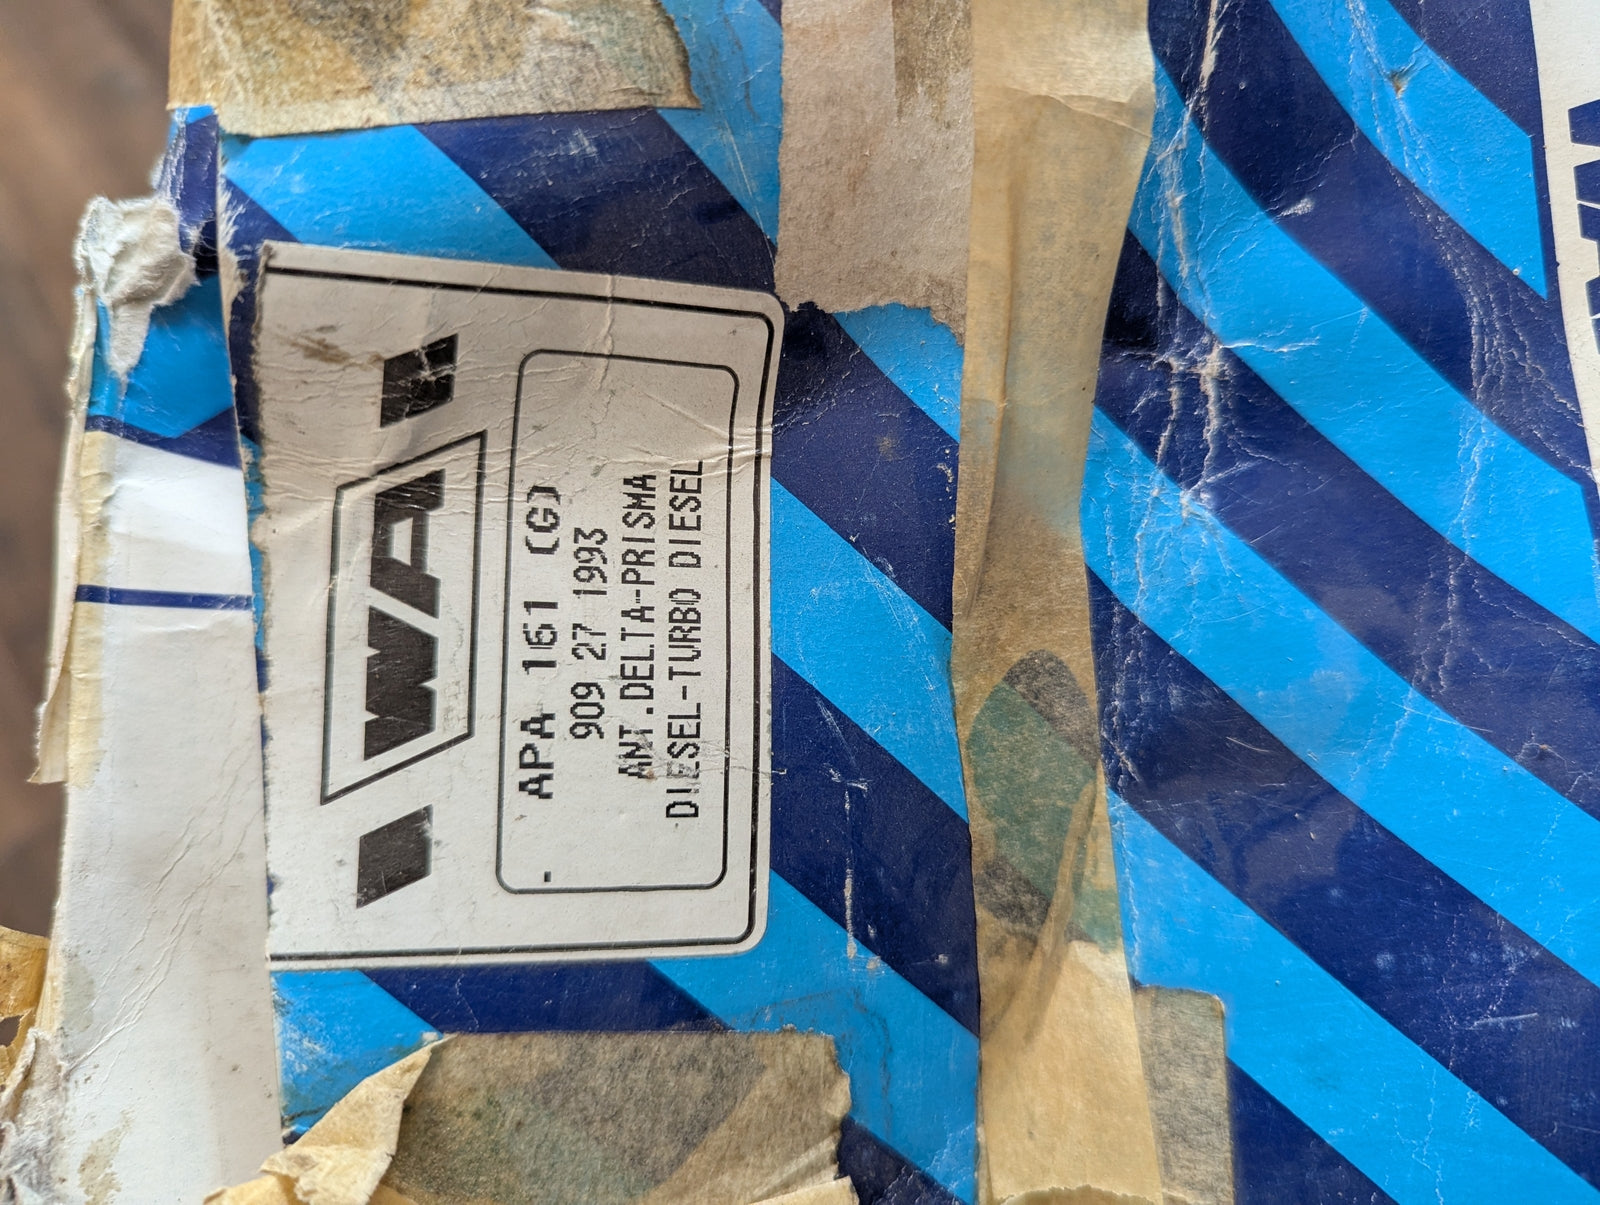 WA
APA 161 (G)
909 27 1993
ANT.DELTA-PRISMA
DIESEL-TURBO DIESEL